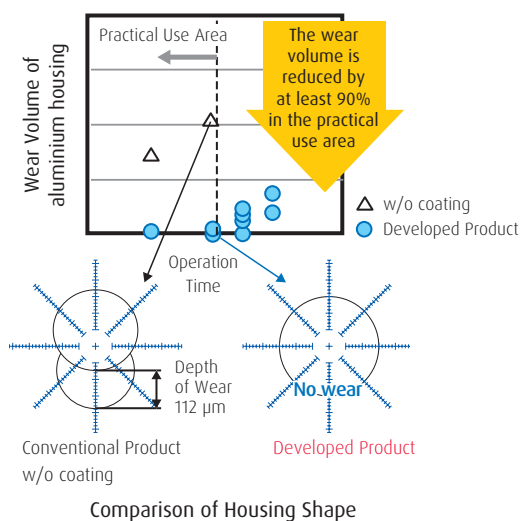 Practical Use Area
The wear
volume is
reduced by
at least 90%
in the practical
use area
Wear Volume of
aluminium housing
w/o coating
Developed Product
Operation
Time
Depth
of Wear
112 µm
No wear
Conventional Product
w/o coating
Developed Product
Comparison of Housing Shape